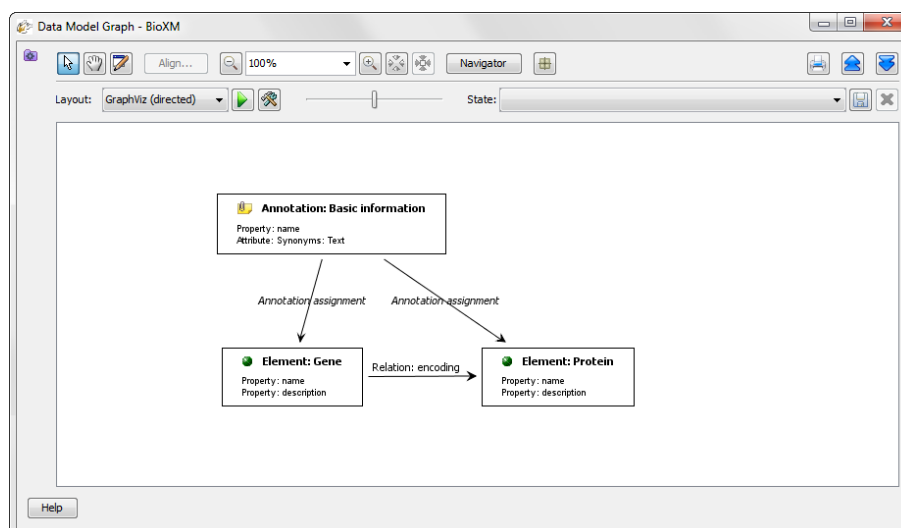 Data Model Graph - BioXM
Align...
100%
Navigator
Layout:
GraphViz (directed)
State:
Annotation: Basic information
Property: name
Attribute: Synonyms: Text
Annotation assignment
Annotation assignment
Element: Gene
Property: name
Property: description
Relation: encoding
Element: Protein
Property: name
Property: description
Help